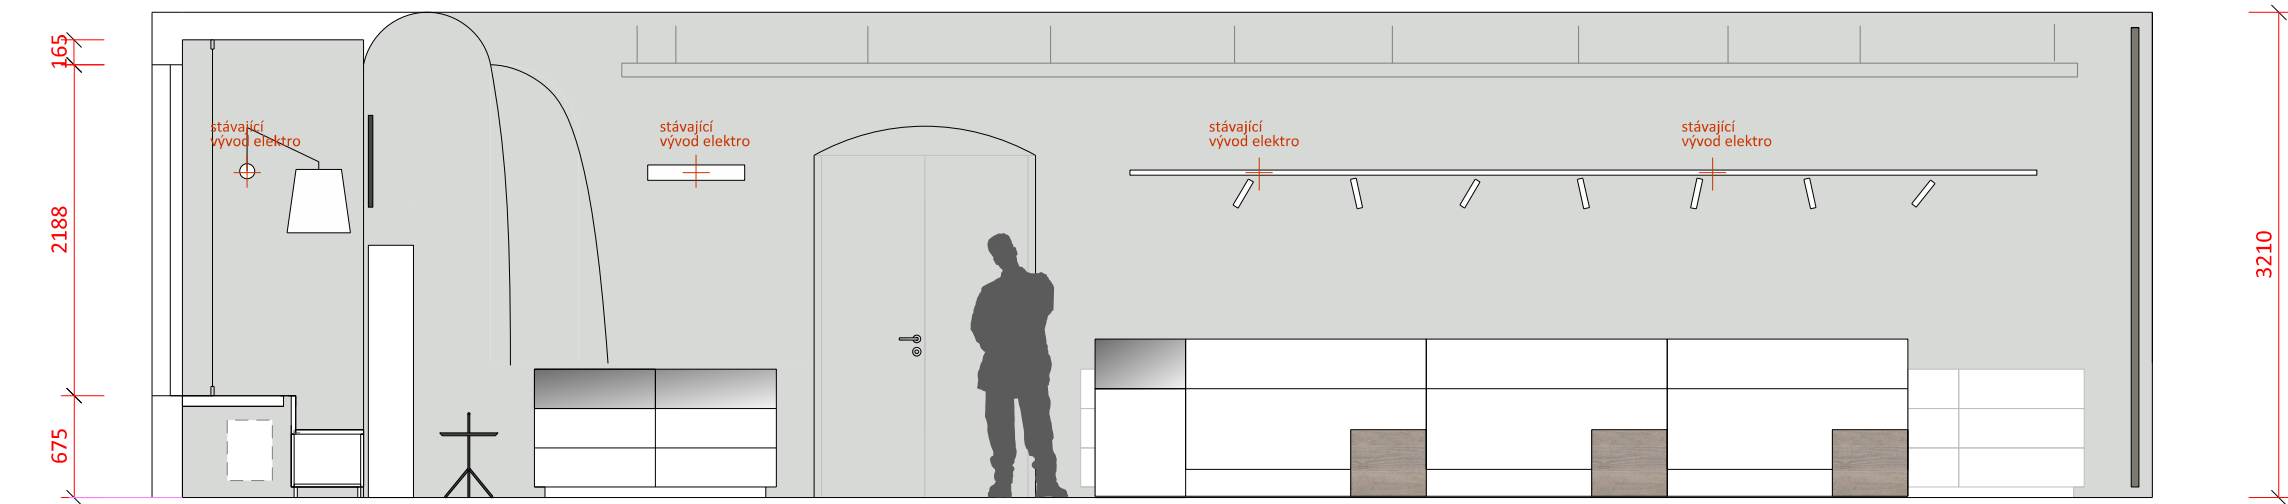 165
2188
675
stávající
vývod elektro
stávající
vývod elektro
stávající
vývod elektro
stávající
vývod elektro
3210